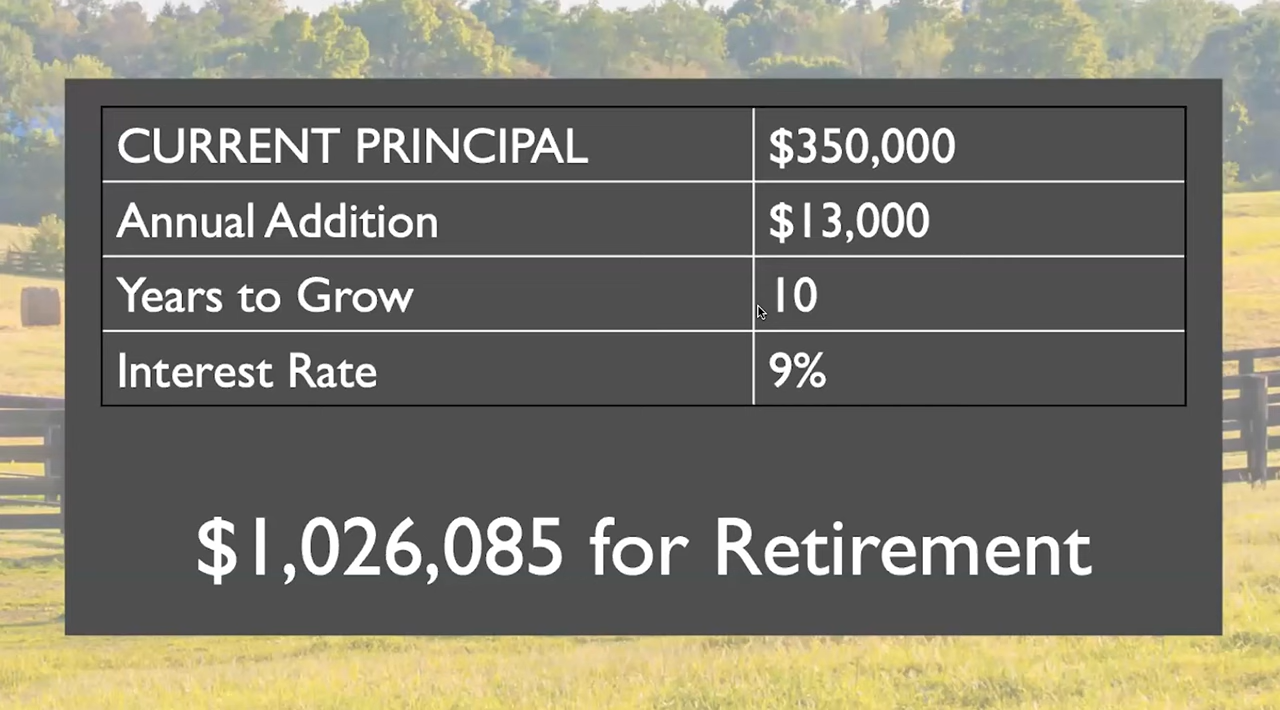 CURRENT PRINCIPAL $350,000
Annual Addition $13,000
Years to Grow 10
Interest Rate 9%
$1,026,085 for Retirement